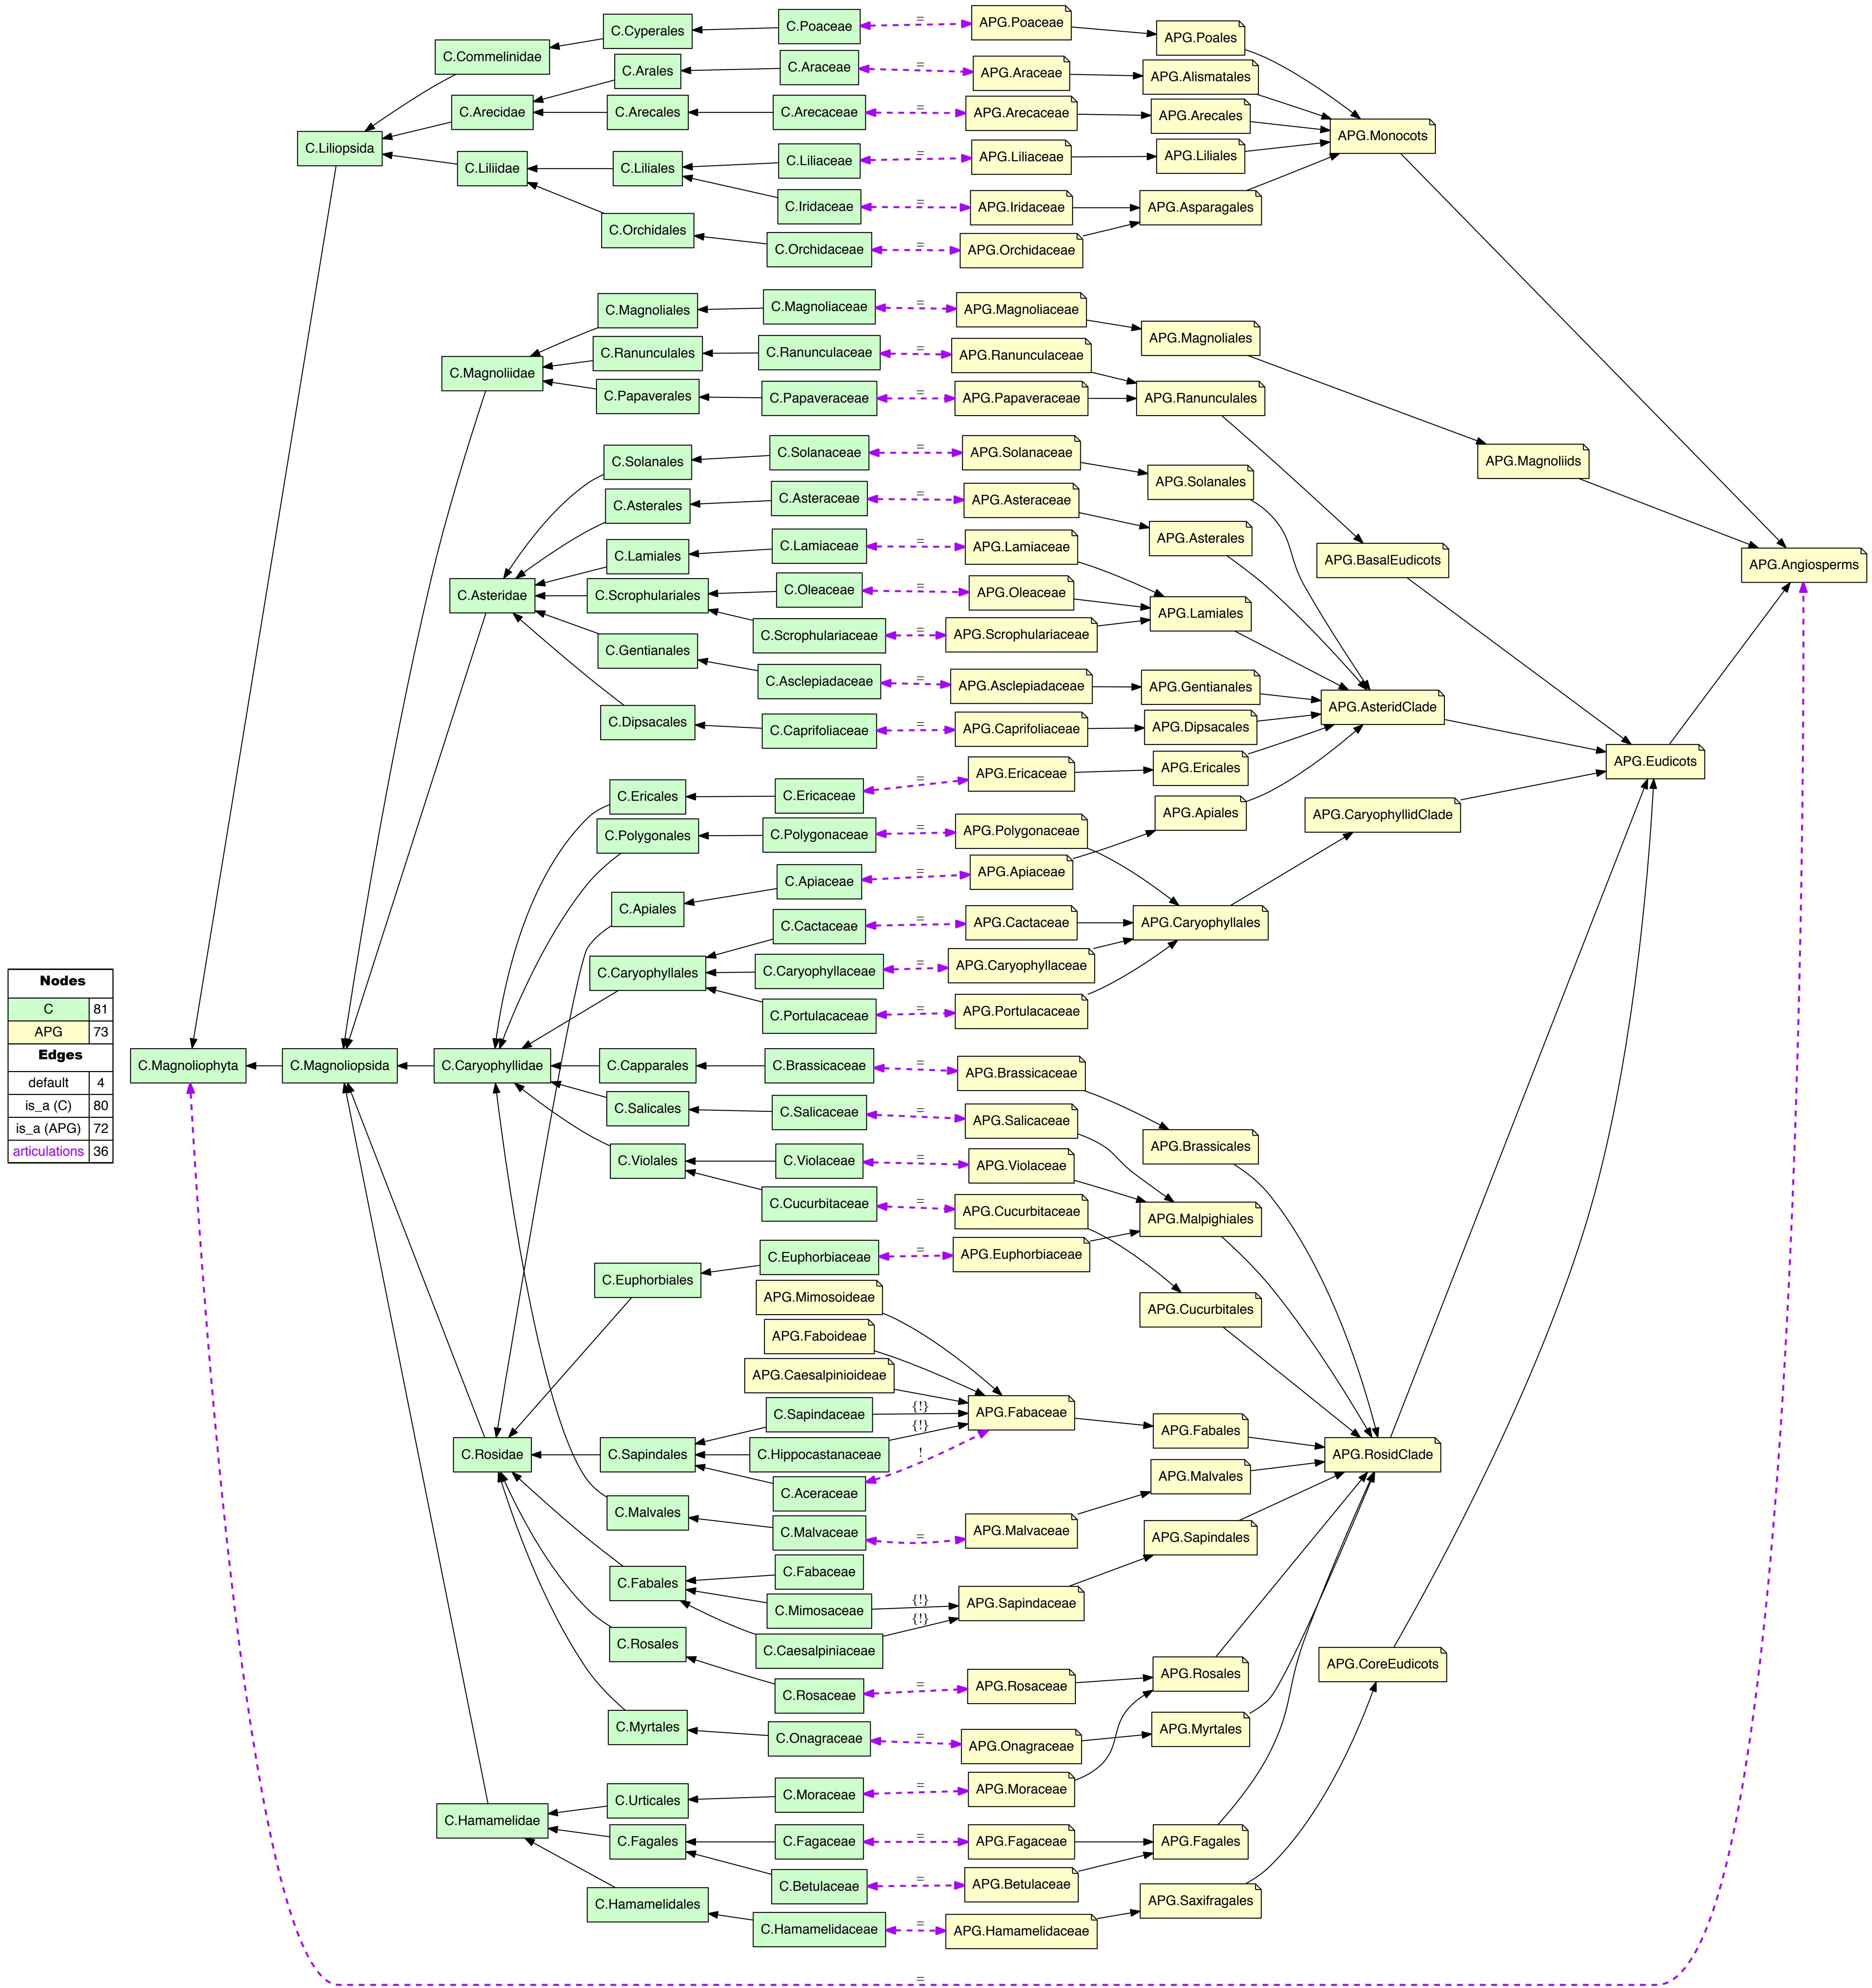 C.Poaceae = APG.Poaceae
C.Cyperales APG.Poales
C.Commelinidae
C.Arales C.Araceae = APG.Araceae APG.Alismatales
C.Arecidae C.Arecales C.Arecaceae = APG.Arecaceae APG.Arecales
APG.Monocots
C.Liliopsida
C.Liliidae C.Liliales C.Liliaceae = APG.Liliaceae APG.Liliales
C.Iridaceae = APG.Iridaceae APG.Asparagales
C.Orchidales
C.Orchidaceae = APG.Orchidaceae
C.Magnoliales C.Magnoliaceae = APG.Magnoliaceae
APG.Magnoliales
C.Ranunculales C.Ranunculaceae = APG.Ranunculaceae
C.Magnoliidae
C.Papaverales C.Papaveraceae = APG.Papaveraceae APG.Ranunculales
C.Solanales C.Solanaceae = APG.Solanaceae
APG.Magnoliids
APG.Solanales
C.Asterales C.Asteraceae = APG.Asteraceae
APG.Asterales
C.Lamiales C.Lamiaceae = APG.Lamiaceae
APG.BasalEudicots
APG.Angiosperms
C.Asteridae C.Scrophulariales C.Oleaceae = APG.Oleaceae
APG.Lamiales
C.Scrophulariaceae = APG.Scrophulariaceae
C.Gentianales
C.Asclepiadaceae = APG.Asclepiadaceae APG.Gentianales
APG.AsteridClade
C.Dipsacales C.Caprifoliaceae = APG.Caprifoliaceae APG.Dipsacales
APG.Eudicots
C.Ericales C.Ericaceae = APG.Ericaceae APG.Ericales
APG.Apiales APG.CaryophyllidClade
C.Polygonales C.Polygonaceae = APG.Polygonaceae
C.Apiaceae = APG.Apiaceae
C.Apiales
C.Cactaceae = APG.Cactaceae APG.Caryophyllales
C.Caryophyllales C.Caryophyllaceae = APG.Caryophyllaceae
C.Portulacaceae = APG.Portulacaceae
Nodes
C 81
APG 73
Edges
default 4
is_a (C) 80
is_a (APG) 72
articulations 36
C.Magnoliophyta C.Magnoliopsida C.Caryophyllidae C.Capparales C.Brassicaceae = APG.Brassicaceae
C.Salicales C.Salicaceae = APG.Salicaceae
APG.Brassicales
C.Violales C.Violaceae = APG.Violaceae
C.Cucurbitaceae = APG.Cucurbitaceae
APG.Malpighiales
C.Euphorbiales C.Euphorbiaceae = APG.Euphorbiaceae
APG.Mimosoideae
APG.Cucurbitales
APG.Faboideae
APG.Caesalpinioideae
C.Sapindaceae {!} APG.Fabaceae
APG.Fabales
C.Rosidae C.Sapindales C.Hippocastanaceae {!} APG.RosidClade
C.Aceraceae !
APG.Malvales
C.Malvales
C.Malvaceae = APG.Malvaceae
APG.Sapindales
C.Fabales C.Fabaceae
C.Mimosaceae {!} APG.Sapindaceae
C.Caesalpiniaceae {!}
C.Rosales
APG.CoreEudicots
C.Rosaceae = APG.Rosaceae APG.Rosales
C.Myrtales C.Onagraceae = APG.Onagraceae APG.Myrtales
C.Urticales C.Moraceae = APG.Moraceae
C.Hamamelidae
C.Fagales C.Fagaceae = APG.Fagaceae APG.Fagales
C.Betulaceae = APG.Betulaceae
C.Hamamelidales APG.Saxifragales
C.Hamamelidaceae = APG.Hamamelidaceae
=